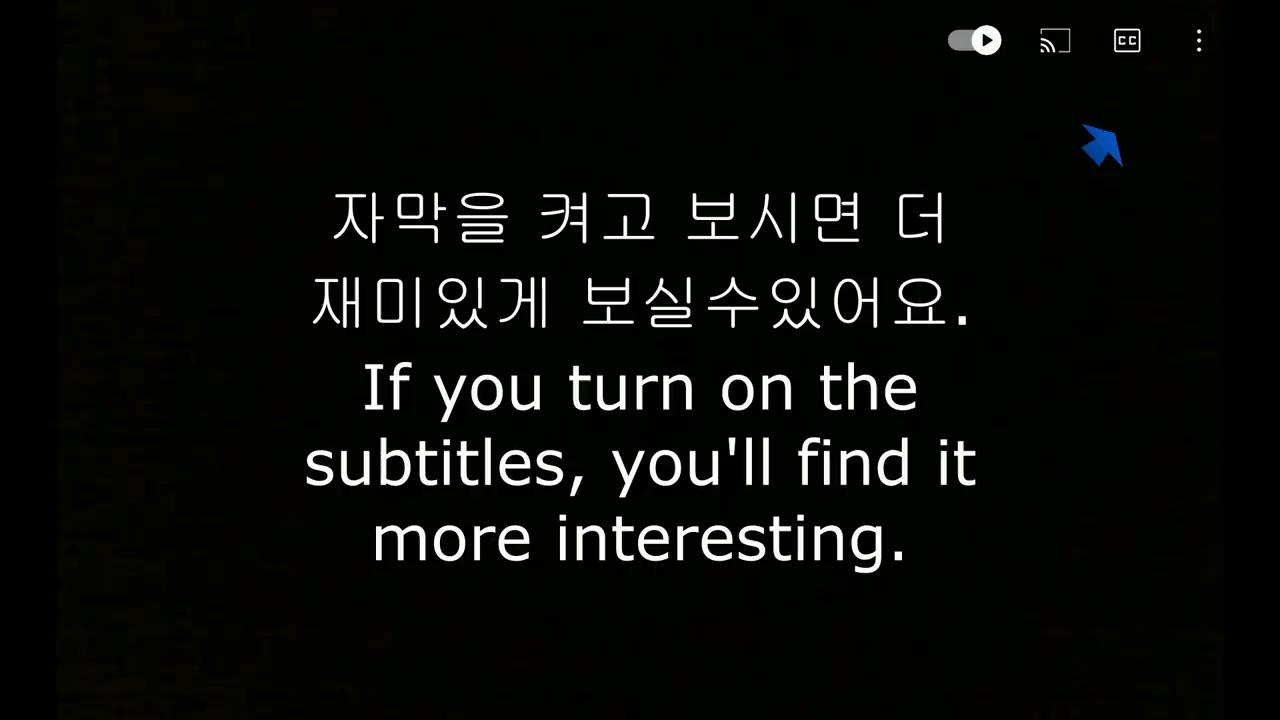 CC
자막을 켜고 보시면 더
재미있게 보실수있어요.
If you turn on the
subtitles, you'll find it
more interesting.